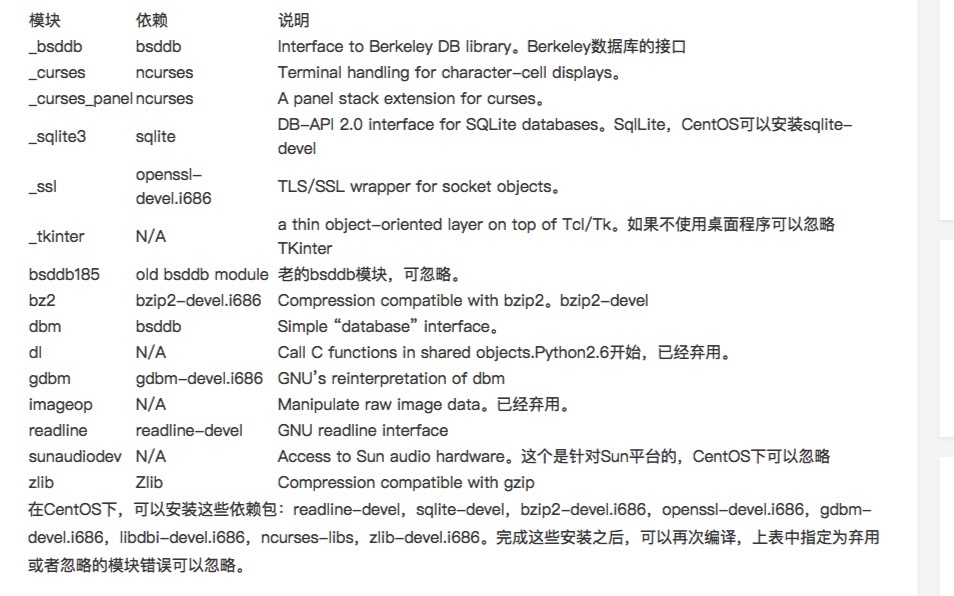 模块 依赖 说明
_bsddb bsddb Interface to Berkeley DB library。Berkeley数据库的接口
_curses ncurses Terminal handling for character-cell displays。
_curses_panel ncurses A panel stack extension for curses。
_sqlite3 sqlite DB-API 2.0 interface for SQLite databases。SqlLite，CentOS可以安装sqlite-
devel
_ssl openssl-
devel.i686 TLS/SSL wrapper for socket objects。
_tkinter N/A a thin object-oriented layer on top of Tcl/Tk。如果不使用桌面程序可以忽略
TKinter
bsddb185 old bsddb module 老的bsddb模块，可忽略。
bz2 bzip2-devel.i686 Compression compatible with bzip2。bzip2-devel
dbm bsddb Simple “database” interface。
dl N/A Call C functions in shared objects.Python2.6开始，已经弃用。
gdbm gdbm-devel.i686 GNU’s reinterpretation of dbm
imageop N/A Manipulate raw image data。已经弃用。
readline readline-devel GNU readline interface
sunaudiodev N/A Access to Sun audio hardware。这个是针对Sun平台的，CentOS下可以忽略
zlib Zlib Compression compatible with gzip
在CentOS下，可以安装这些依赖包：readline-devel，sqlite-devel，bzip2-devel.i686，openssl-devel.i686，gdbm-
devel.i686，libdbi-devel.i686，ncurses-libs，zlib-devel.i686。完成这些安装之后，可以再次编译，上表中指定为弃用
或者忽略的模块错误可以忽略。